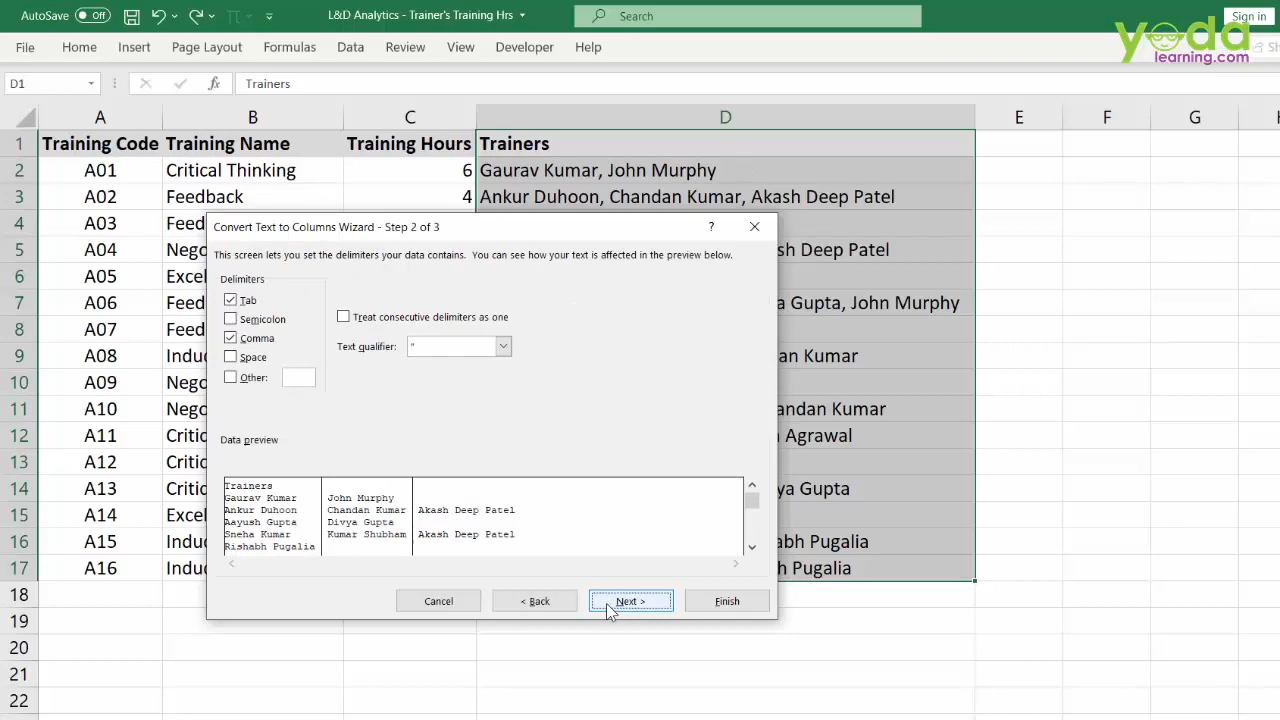 AutoSave Off L&D Analytics - Trainer's Training Hrs Search Sign in
yoda
learning.com
File Home Insert Page Layout Formulas Data Review View Developer Help Sh
D1 fx Trainers
A B C D E F G H
1 Training Code Training Name Training Hours Trainers
2 A01 Critical Thinking 6 Gaurav Kumar, John Murphy
3 A02 Feedback 4 Ankur Duhoon, Chandan Kumar, Akash Deep Patel
4 A03 Feed
5 A04 Nego sh Deep Patel
6 A05 Excel
7 A06 Feed a Gupta, John Murphy
8 A07 Feed
9 A08 Induc an Kumar
10 A09 Nego
11 A10 Nego andan Kumar
12 A11 Critic Agrawal
13 A12 Critic
14 A13 Critic ya Gupta
15 A14 Excel
16 A15 Induc abh Pugalia
17 A16 Induc h Pugalia
18
19
20
21
22
Convert Text to Columns Wizard - Step 2 of 3 ?
This screen lets you set the delimiters your data contains. You can see how your text is affected in the preview below.
Delimiters
Tab
Semicolon
Comma
Space
Other:
Treat consecutive delimiters as one
Text qualifier: "
Data preview
Trainers
Gaurav Kumar John Murphy
Ankur Duhoon Chandan Kumar Akash Deep Patel
Aayush Gupta Divya Gupta
Sneha Kumar Kumar Shubham Akash Deep Patel
Rishabh Pugalia
Cancel < Back Next > Finish